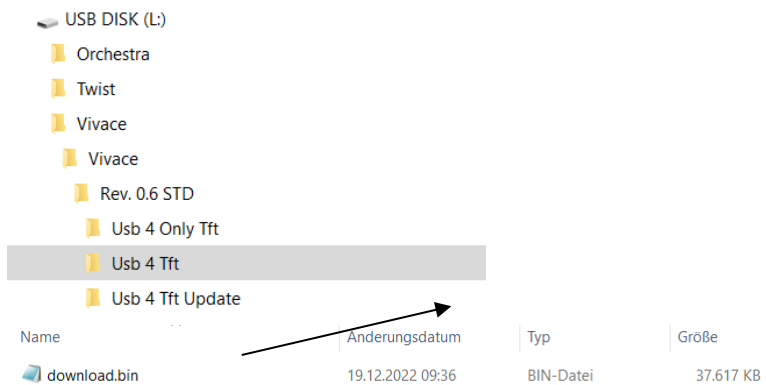 USB DISK (L:)
Orchestra
Twist
Vivace
Vivace
Rev. 0.6 STD
Usb 4 Only Tft
Usb 4 Tft
Usb 4 Tft Update
Name Änderungsdatum Typ Größe
download.bin 19.12.2022 09:36 BIN-Datei 37.617 KB